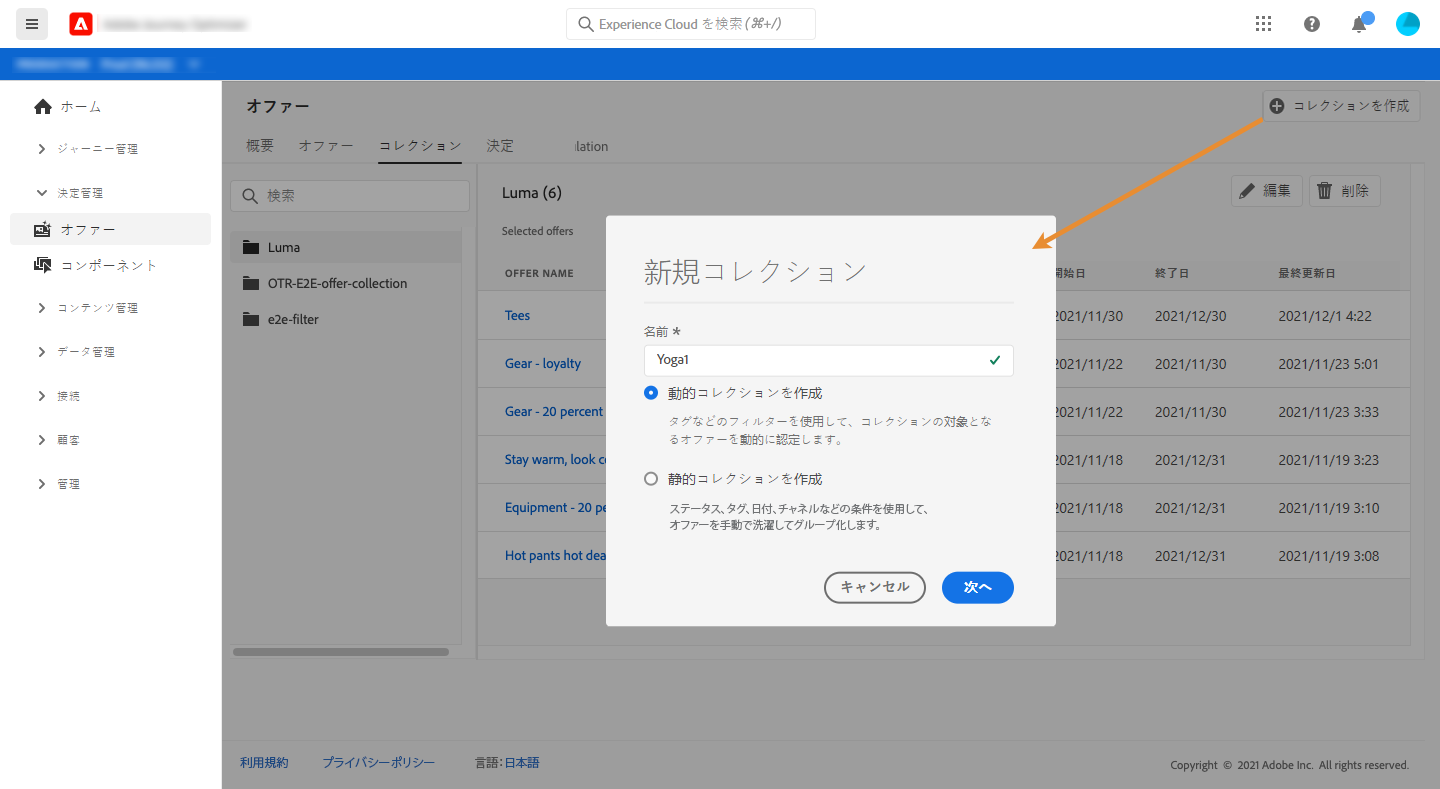 Experience Cloud を検索 (⌘+/)
ホーム
ジャーニー管理
決定管理
オファー
コンポーネント
コンテンツ管理
データ管理
接続
顧客
管理
オファー
コレクションを作成
概要 オファー コレクション 決定 ulation
検索
Luma
OTR-E2E-offer-collection
e2e-filter
Luma (6)
編集 削除
Selected offers
OFFER NAME 開始日 終了日 最終更新日
Tees 2021/11/30 2021/12/30 2021/12/1 4:22
Gear - loyalty 2021/11/22 2021/11/30 2021/11/23 5:01
Gear - 20 percent 2021/11/22 2021/11/30 2021/11/23 3:33
Stay warm, look co 2021/11/18 2021/12/31 2021/11/19 3:23
Equipment - 20 pe 2021/11/18 2021/12/31 2021/11/19 3:10
Hot pants hot dea 2021/11/18 2021/12/31 2021/11/19 3:08
新規コレクション
名前 *
Yoga1
動的コレクションを作成
タグなどのフィルターを使用して、コレクションの対象とな
るオファーを動的に認定します。
静的コレクションを作成
ステータス、タグ、日付、チャネルなどの条件を使用して、
オファーを手動で洗濯してグループ化します。
キャンセル 次へ
利用規約 プライバシーポリシー 言語：日本語
Copyright © 2021 Adobe Inc. All rights reserved.